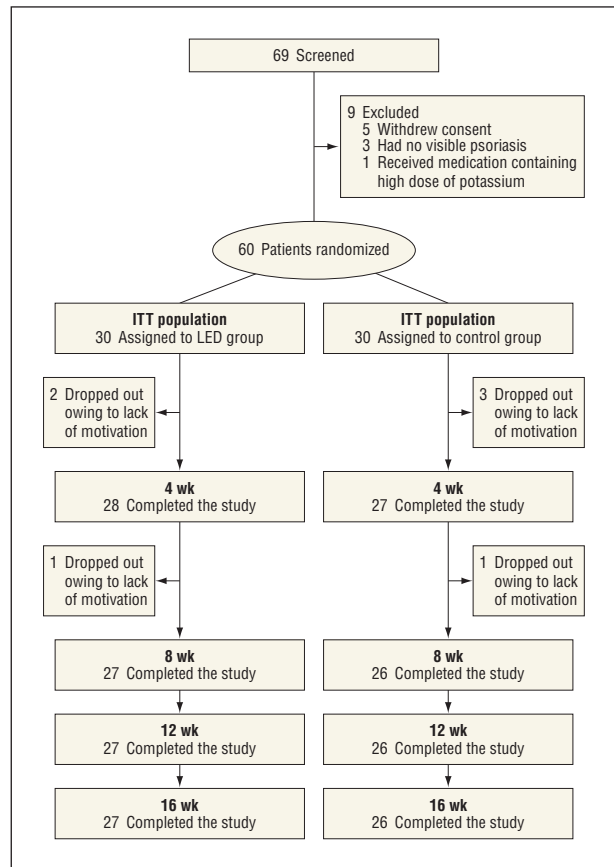 69 Screened
9 Excluded
5 Withdrew consent
3 Had no visible psoriasis
1 Received medication containing
high dose of potassium
60 Patients randomized
ITT population
30 Assigned to LED group
ITT population
30 Assigned to control group
2 Dropped out
owing to lack
of motivation
3 Dropped out
owing to lack
of motivation
4 wk
28 Completed the study
4 wk
27 Completed the study
1 Dropped out
owing to lack
of motivation
1 Dropped out
owing to lack
of motivation
8 wk
27 Completed the study
8 wk
26 Completed the study
12 wk
27 Completed the study
12 wk
26 Completed the study
16 wk
27 Completed the study
16 wk
26 Completed the study